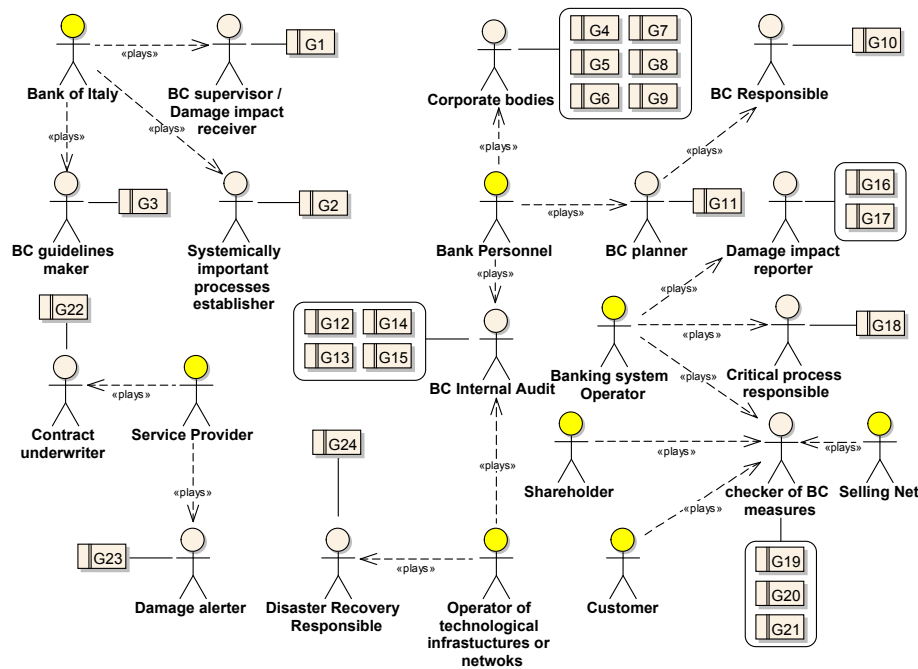 G1
«plays»
Bank of Italy
BC supervisor /
Damage impact
receiver
«plays»
«plays»
G3
G2
BC guidelines
maker
Systemically
important
processes
establisher
G4
G7
G5
G8
G6
G9
Corporate bodies
G10
BC Responsible
«plays»
«plays»
«plays»
G11
Bank Personnel
BC planner
G16
G17
Damage impact
reporter
«plays»
«plays»
G12
G14
G13
G15
BC Internal Audit
«plays»
G18
Banking system
Operator
Critical process
responsible
«plays»
G22
«plays»
Contract
underwriter
Service Provider
«plays»
G23
Damage alerter
G24
«plays»
«plays»
Disaster Recovery
Responsible
Operator of
technological
infrastuctures or
netwoks
«plays»
«plays»
Shareholder
checker of BC
measures
Selling Net
«plays»
Customer
G19
G20
G21